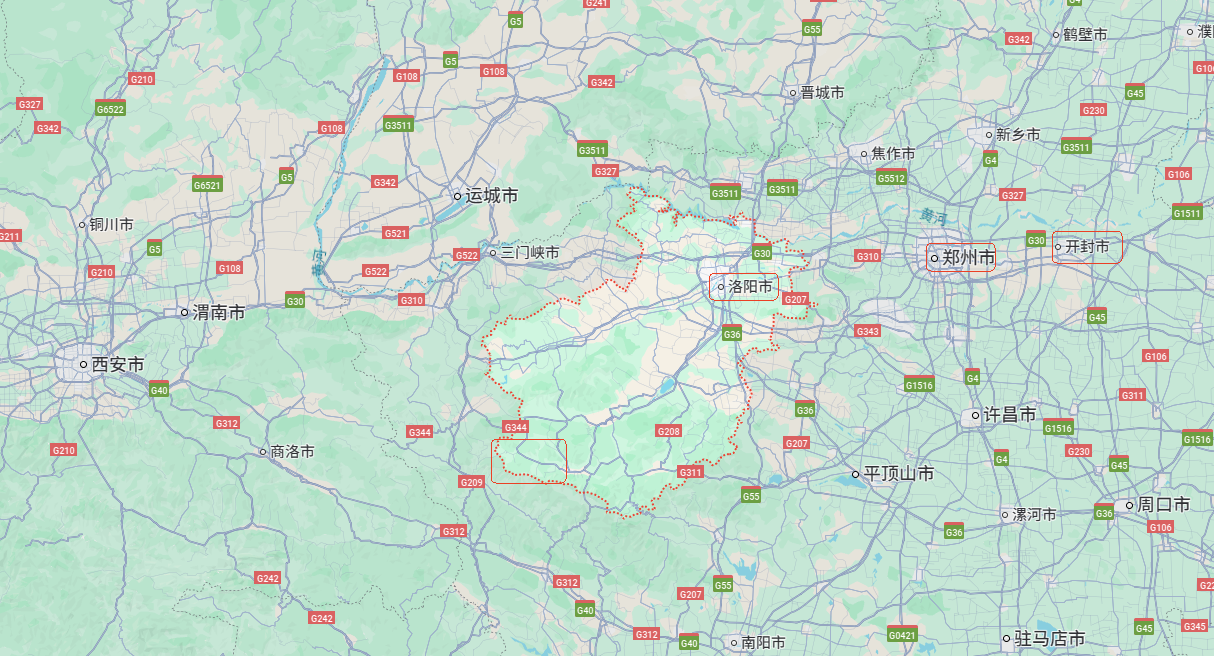 G241
G5
G55
G4
G342
鹤壁市
G5
G108
G108
G210
G342
晋城市
G45
G106
G327
G6522
G230
G342
G108
G3511
新乡市
G3511
G3511
焦作市
G4
G6521
G5
G342
G327
G3511
G3511
G5512
G327
G106
运城市
G1511
铜川市
黄河
G211
G5
G521
G522
三门峡市
G30
G310
郑州市
G30
开封市
G210
G108
G522
洛阳市
G207
G30
G310
渭南市
G36
G343
G45
西安市
G106
G40
G1516
G4
G311
G312
G344
G344
G208
G36
许昌市
G1516
G1516
G210
商洛市
G207
G230
G209
G311
G4
G45
平顶山市
G55
周口市
G312
漯河市
G36
G36
G106
G242
G312
G207
G55
G242
G40
G312
G40
南阳市
G0421
驻马店市
G45
G345